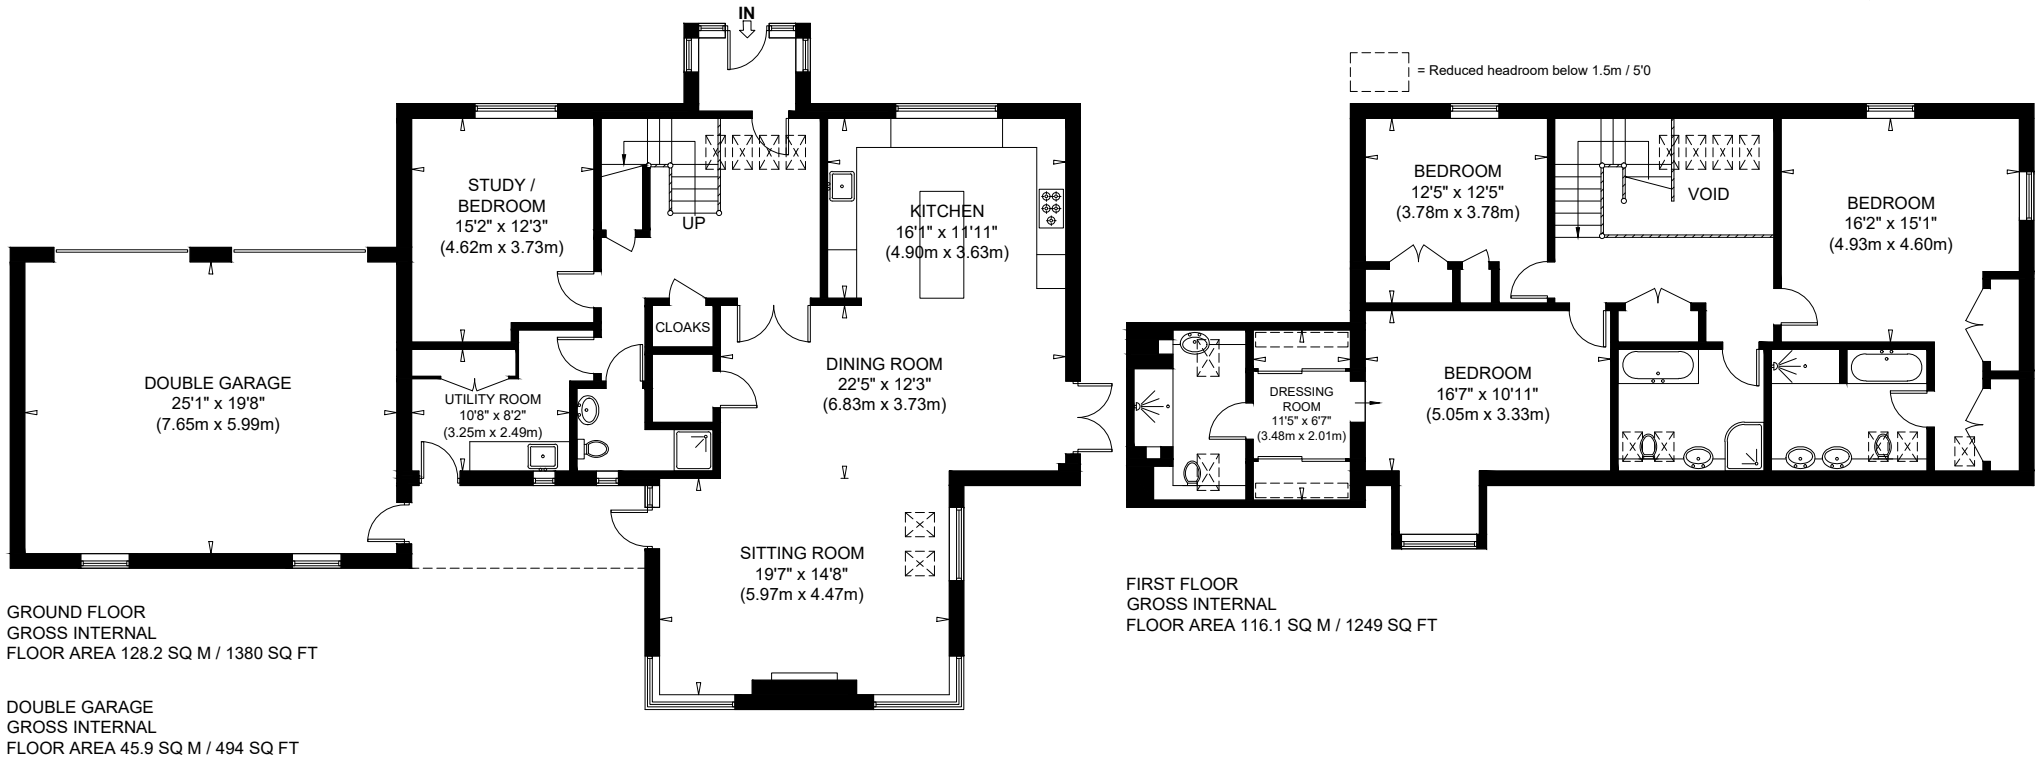 IN
= Reduced headroom below 1.5m / 5'0
STUDY /
BEDROOM
15'2" x 12'3"
(4.62m x 3.73m)
UP
KITCHEN
16'1" x 11'11"
(4.90m x 3.63m)
DOUBLE GARAGE
25'1" x 19'8"
(7.65m x 5.99m)
CLOAKS
UTILITY ROOM
10'8" x 8'2"
(3.25m x 2.49m)
DINING ROOM
22'5" x 12'3"
(6.83m x 3.73m)
SITTING ROOM
19'7" x 14'8"
(5.97m x 4.47m)
BEDROOM
12'5" x 12'5"
(3.78m x 3.78m)
VOID
BEDROOM
16'2" x 15'1"
(4.93m x 4.60m)
DRESSING
ROOM
11'5" x 6'7"
(3.48m x 2.01m)
BEDROOM
16'7" x 10'11"
(5.05m x 3.33m)
GROUND FLOOR
GROSS INTERNAL
FLOOR AREA 128.2 SQ M / 1380 SQ FT
DOUBLE GARAGE
GROSS INTERNAL
FLOOR AREA 45.9 SQ M / 494 SQ FT
FIRST FLOOR
GROSS INTERNAL
FLOOR AREA 116.1 SQ M / 1249 SQ FT